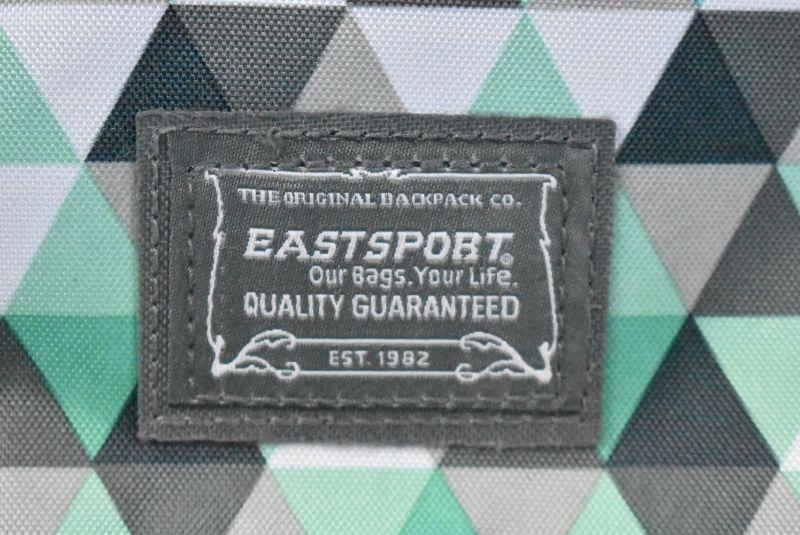 THE ORIGINAL BACKPACK CO.
EASTSPORT®
Our Bags. Your Life.
QUALITY GUARANTEED
EST. 1982